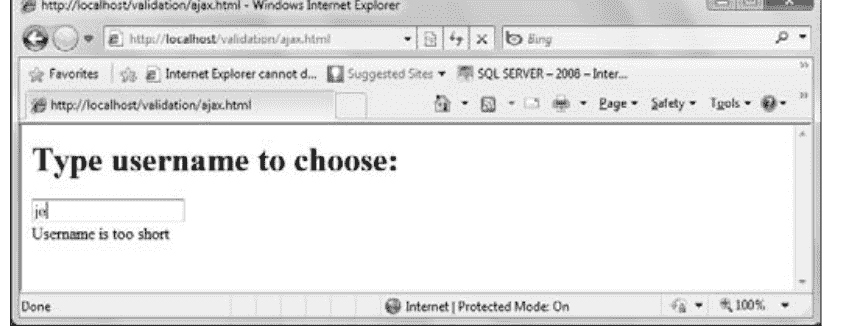 http://localhost/validation/ajax.html - Windows Internet Explorer
http://localhost/validation/ajax.html
Bing
Favorites Internet Explorer cannot d... Suggested Sites SQL SERVER – 2008 – Inter...
http://localhost/validation/ajax.html Page Safety Tools
Type username to choose:
je
Username is too short
Done Internet | Protected Mode: On 100%